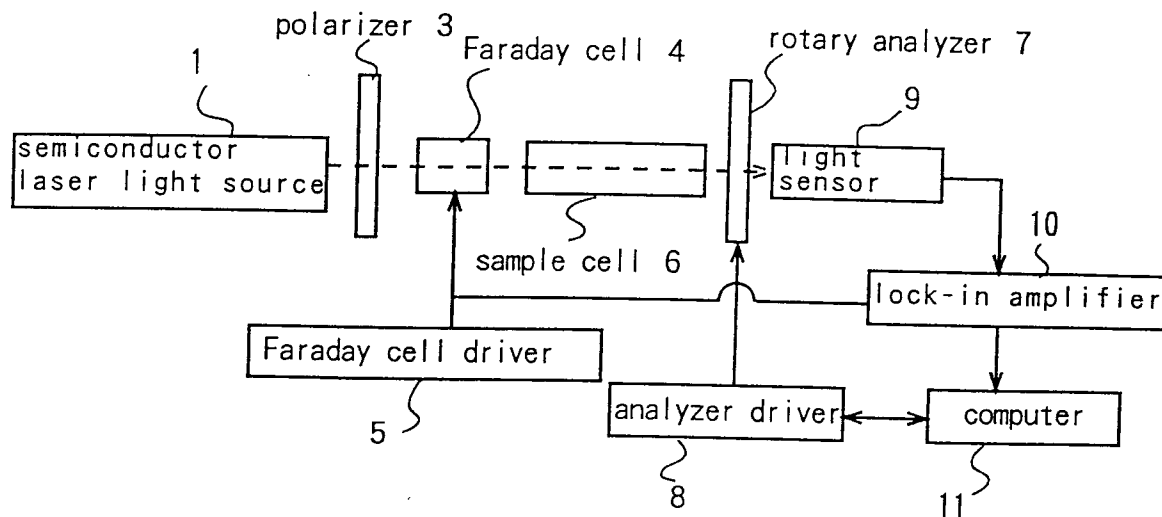 polarizer 3
Faraday cell 4
rotary analyzer 7
1
9
semiconductor
laser light source
light
sensor
sample cell 6
10
lock-in amplifier
Faraday cell driver
5
analyzer driver
8
computer
11